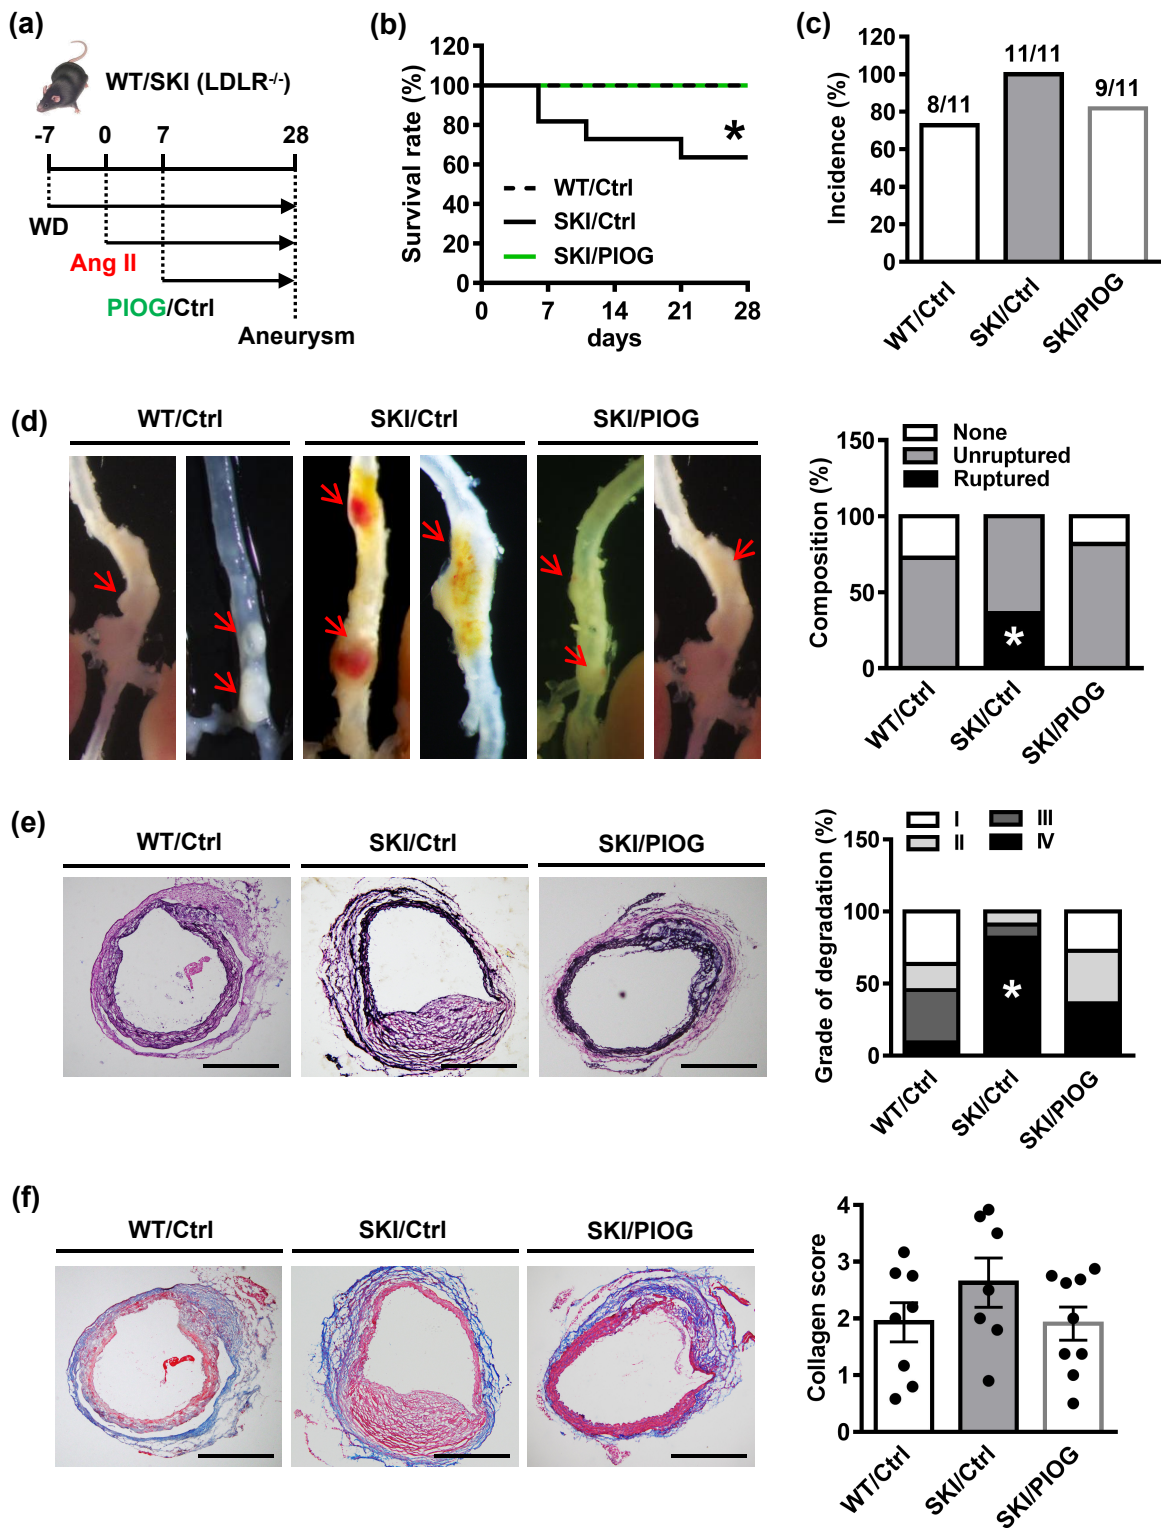 (a)
WT/SKI (LDLR-/-)
-7 0 7 28
WD
Ang II
PIOG/Ctrl
Aneurysm
(b)
Survival rate (%)
120
100
80
60
40
20
0
0 7 14 21 28
days
*
WT/Ctrl
SKI/Ctrl
SKI/PIOG
(c)
Incidence (%)
120
100
80
60
40
20
0
8/11
11/11
9/11
WT/Ctrl
SKI/Ctrl
SKI/PIOG
(d)
WT/Ctrl SKI/Ctrl SKI/PIOG
None
Unruptured
Ruptured
Composition (%)
150
100
50
0
*
WT/Ctrl
SKI/Ctrl
SKI/PIOG
(e)
WT/Ctrl SKI/Ctrl SKI/PIOG
I III
II IV
Grade of degradation (%)
150
100
50
0
*
WT/Ctrl
SKI/Ctrl
SKI/PIOG
(f)
WT/Ctrl SKI/Ctrl SKI/PIOG
Collagen score
4
3
2
1
0
WT/Ctrl
SKI/Ctrl
SKI/PIOG